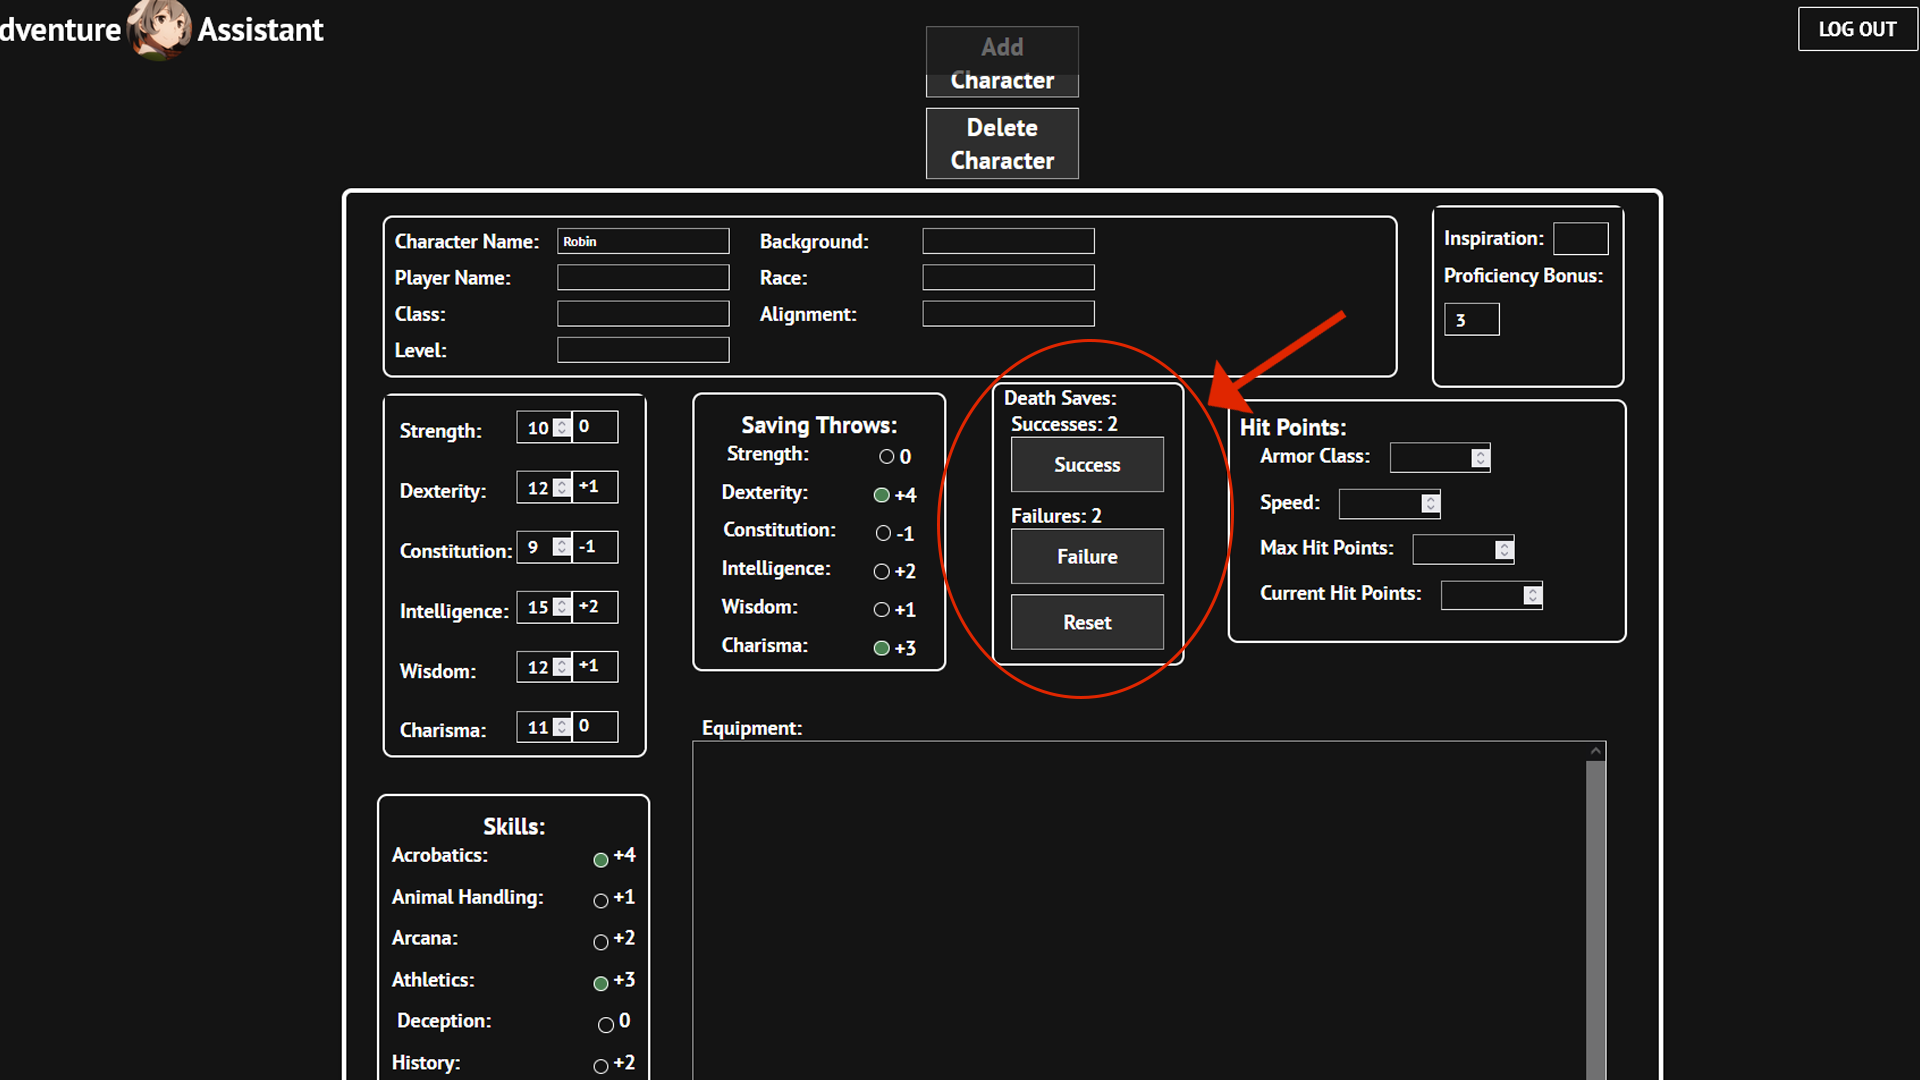 dventure Assistant
LOG OUT
Add
Character
Delete
Character
Character Name: Robin
Background:
Player Name:
Race:
Class:
Alignment:
Level:
Inspiration:
Proficiency Bonus:
3
Strength: 10 0
Dexterity: 12 +1
Constitution: 9 -1
Intelligence: 15 +2
Wisdom: 12 +1
Charisma: 11 0
Saving Throws:
Strength: 0
Dexterity: +4
Constitution: -1
Intelligence: +2
Wisdom: +1
Charisma: +3
Death Saves:
Successes: 2
Success
Failures: 2
Failure
Reset
Hit Points:
Armor Class:
Speed:
Max Hit Points:
Current Hit Points:
Equipment:
Skills:
Acrobatics: +4
Animal Handling: +1
Arcana: +2
Athletics: +3
Deception: 0
History: +2